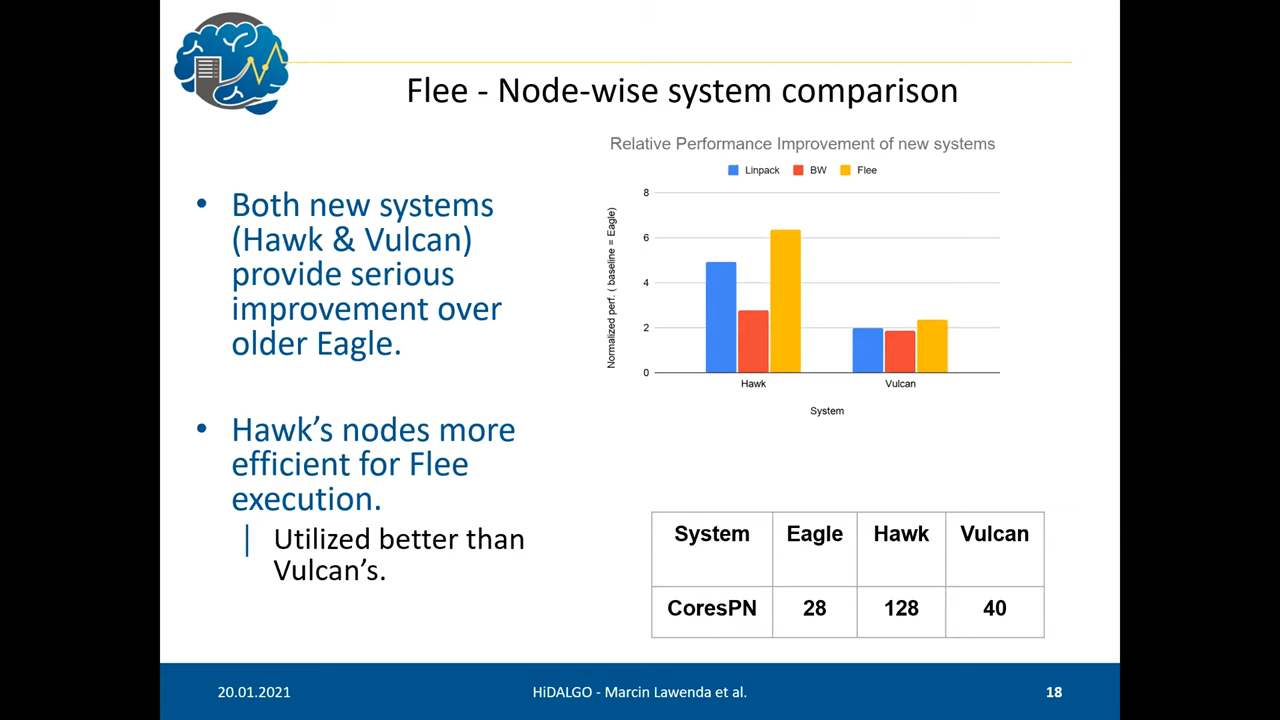 Flee - Node-wise system comparison
• Both new systems
(Hawk & Vulcan)
provide serious
improvement over
older Eagle.
• Hawk’s nodes more
efficient for Flee
execution.
Utilized better than
Vulcan’s.
Relative Performance Improvement of new systems
Linpack BW Flee
Normalized perf. ( baseline = Eagle)
8
6
4
2
0
Hawk Vulcan
System
System Eagle Hawk Vulcan
CoresPN 28 128 40
20.01.2021 HiDALGO - Marcin Lawenda et al. 18